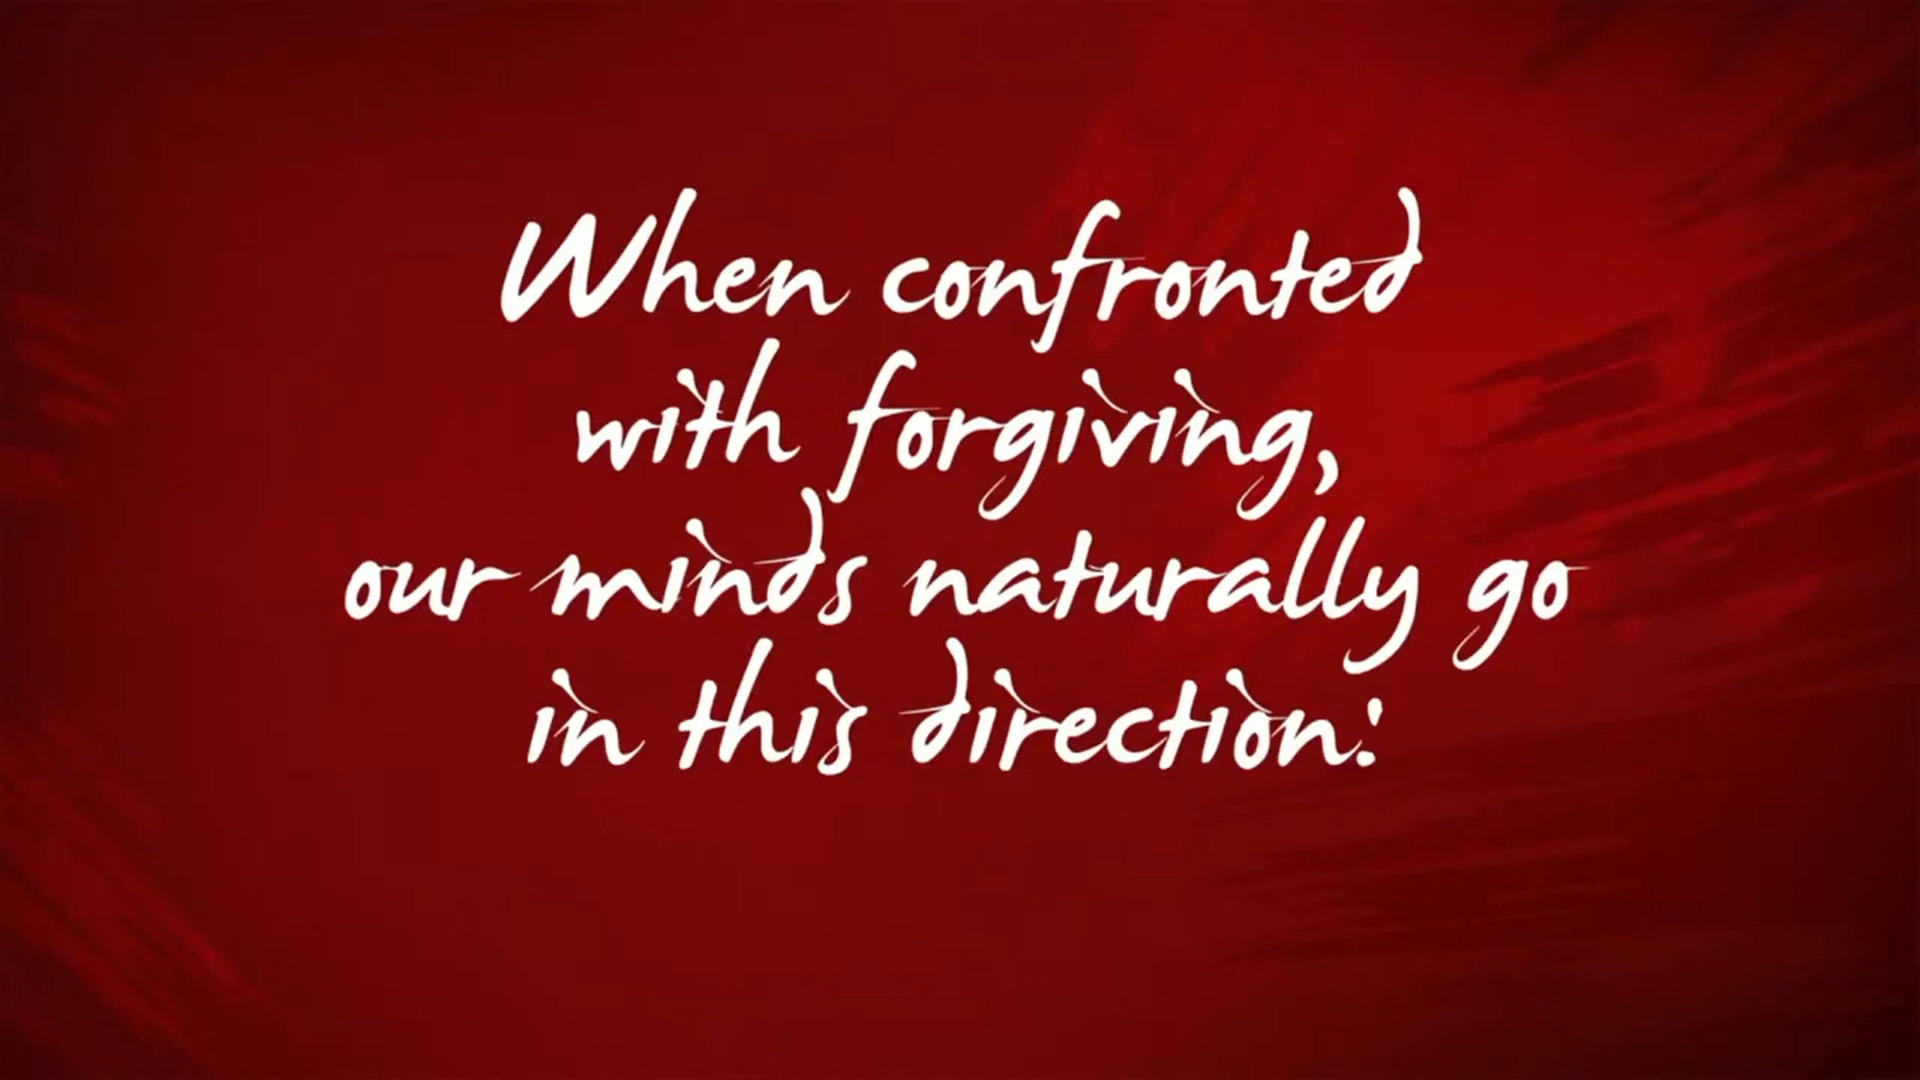 When confronted
with forgiving,
our minds naturally go
in this direction: